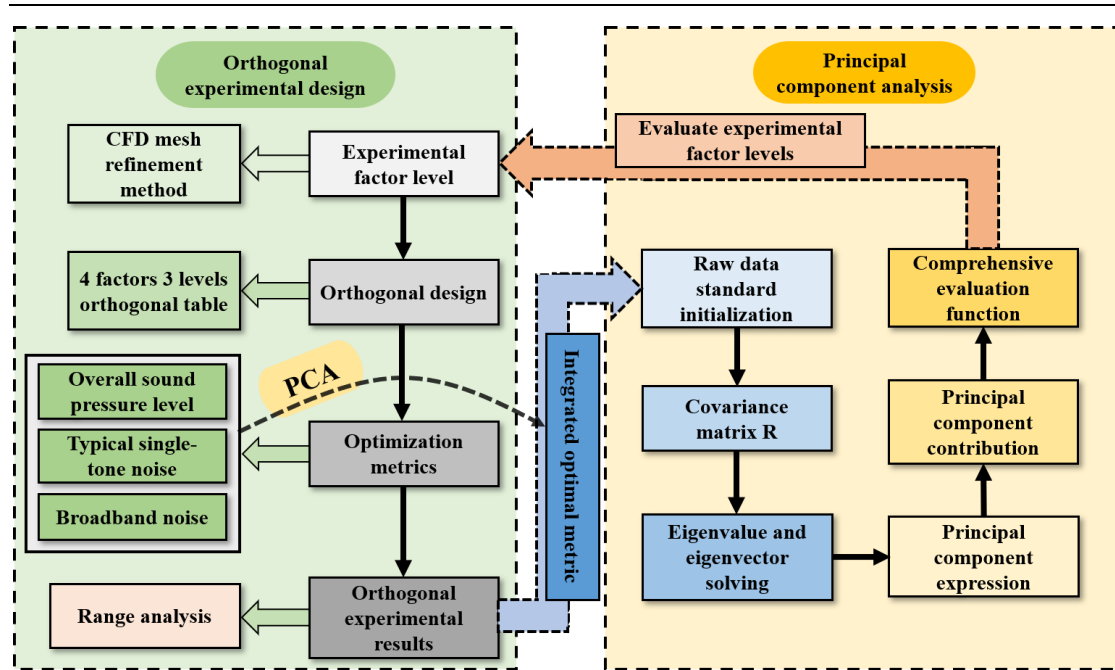 Orthogonal
experimental design
CFD mesh
refinement
method
Experimental
factor level
4 factors 3 levels
orthogonal table
Orthogonal design
PCA
Overall sound
pressure level
Typical single-
tone noise
Broadband noise
Optimization
metrics
Range analysis
Orthogonal
experimental
results
Integrated optimal metric
Principal
component analysis
Evaluate experimental
factor levels
Raw data
standard
initialization
Covariance
matrix R
Eigenvalue and
eigenvector
solving
Comprehensive
evaluation
function
Principal
component
contribution
Principal
component
expression